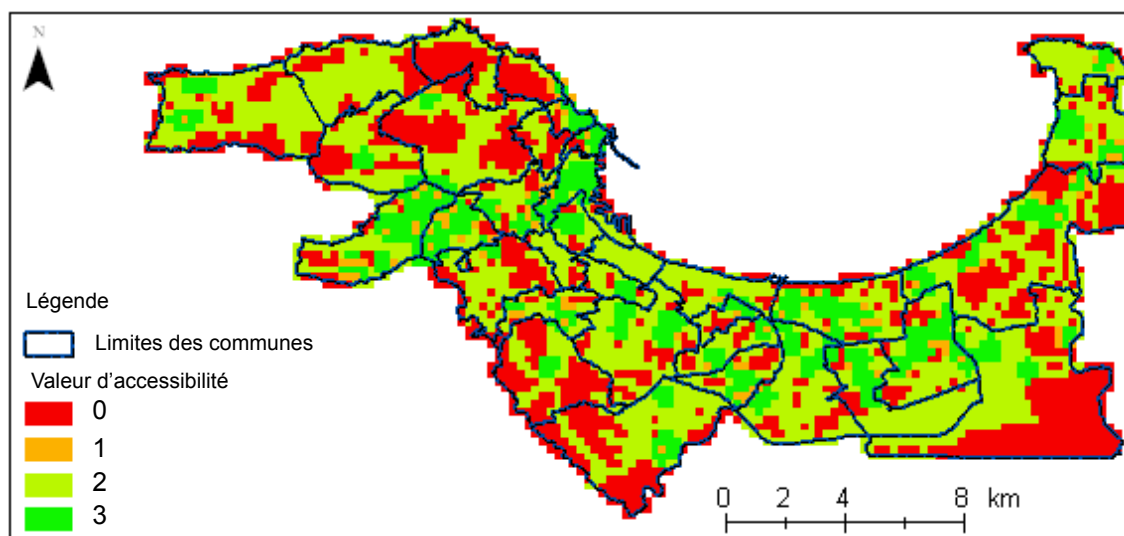 N
Légende
Limites des communes
Valeur d'accessibilité
0
1
2
3
0 2 4 8 km